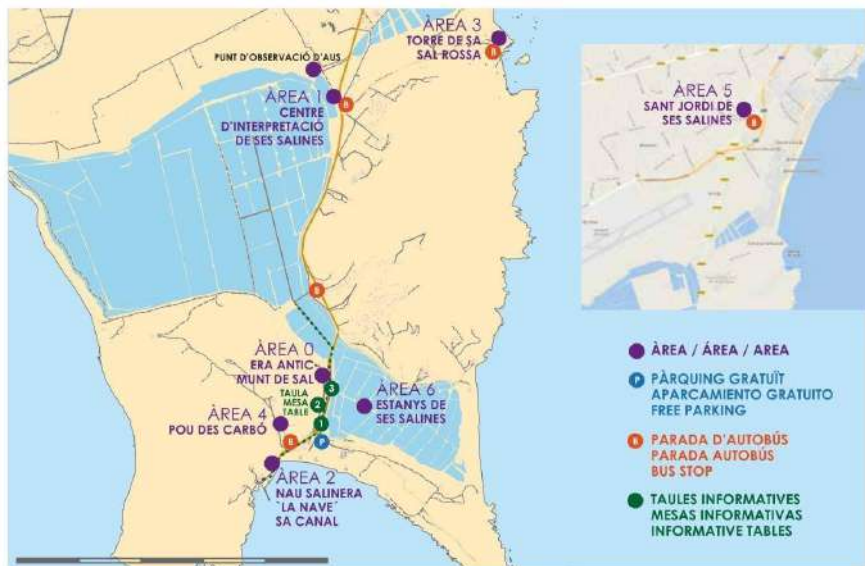 ÀREA 3
TORRE DE SA
SAL ROSSA
PUNT D'OBSERVACIÓ D'AUS
ÀREA 1
CENTRE
D'INTERPRETACIÓ
DE SES SALINES
B
B
B
ÀREA 5
SANT JORDI DE
SES SALINES
B
ÀREA 0
ERA ANTIC
MUNT DE SAL
TAULA
MESA
TABLE
3
2
1
ÀREA 6
ESTANYS DE
SES SALINES
ÀREA 4
POU DES CARBÓ
B
P
ÀREA 2
NAU SALINERA
'LA NAVE'
SA CANAL
ÀREA / ÁREA / AREA
P
PÀRQUING GRATUÏT
APARCAMIENTO GRATUITO
FREE PARKING
B
PARADA D'AUTOBÚS
PARADA AUTOBÚS
BUS STOP
TAULES INFORMATIVES
MESAS INFORMATIVAS
INFORMATIVE TABLES